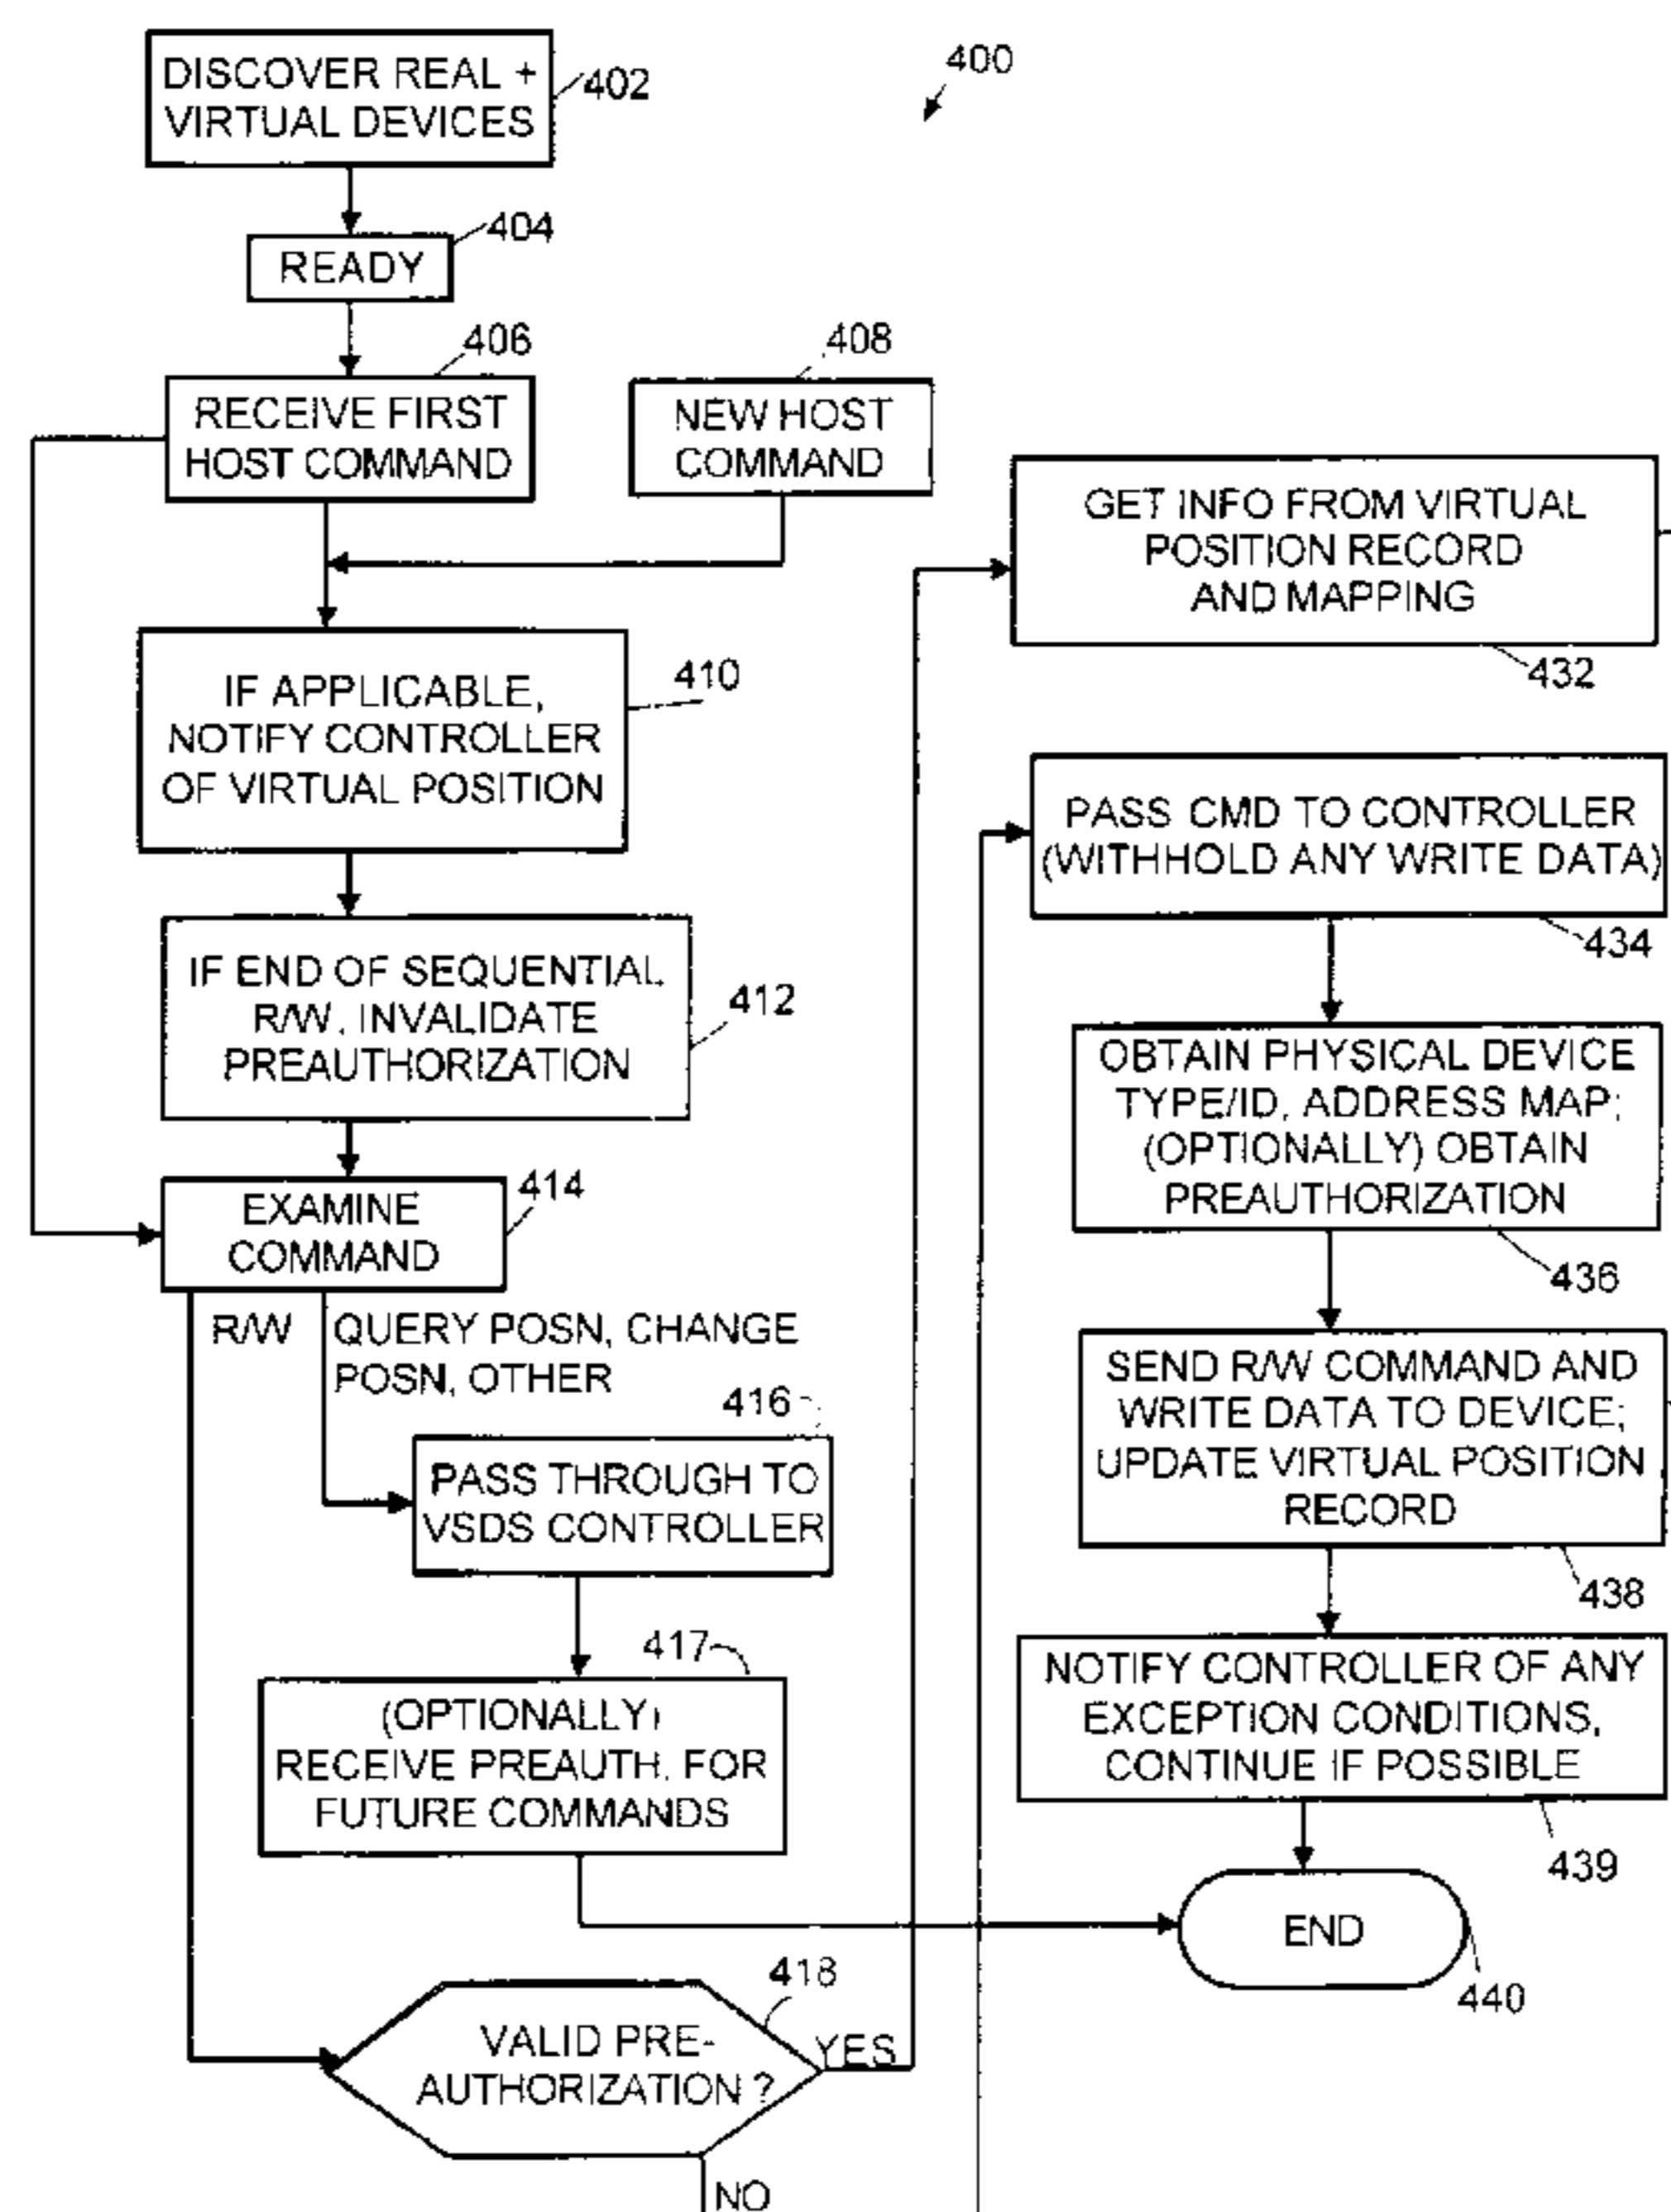 400
DISCOVER REAL +
VIRTUAL DEVICES
402
READY
404
406
RECEIVE FIRST
HOST COMMAND
408
NEW HOST
COMMAND
IF APPLICABLE,
NOTIFY CONTROLLER
OF VIRTUAL POSITION
410
IF END OF SEQUENTIAL
R/W, INVALIDATE
PREAUTHORIZATION
412
EXAMINE
COMMAND
414
R/W
QUERY POSN, CHANGE
POSN, OTHER
416
PASS THROUGH TO
VSDS CONTROLLER
417
(OPTIONALLY)
RECEIVE PREAUTH. FOR
FUTURE COMMANDS
418
VALID PRE-
AUTHORIZATION ?
YES
NO
GET INFO FROM VIRTUAL
POSITION RECORD
AND MAPPING
432
PASS CMD TO CONTROLLER
(WITHHOLD ANY WRITE DATA)
434
OBTAIN PHYSICAL DEVICE
TYPE/ID, ADDRESS MAP;
(OPTIONALLY) OBTAIN
PREAUTHORIZATION
436
SEND R/W COMMAND AND
WRITE DATA TO DEVICE;
UPDATE VIRTUAL POSITION
RECORD
438
NOTIFY CONTROLLER OF ANY
EXCEPTION CONDITIONS,
CONTINUE IF POSSIBLE
439
END
440